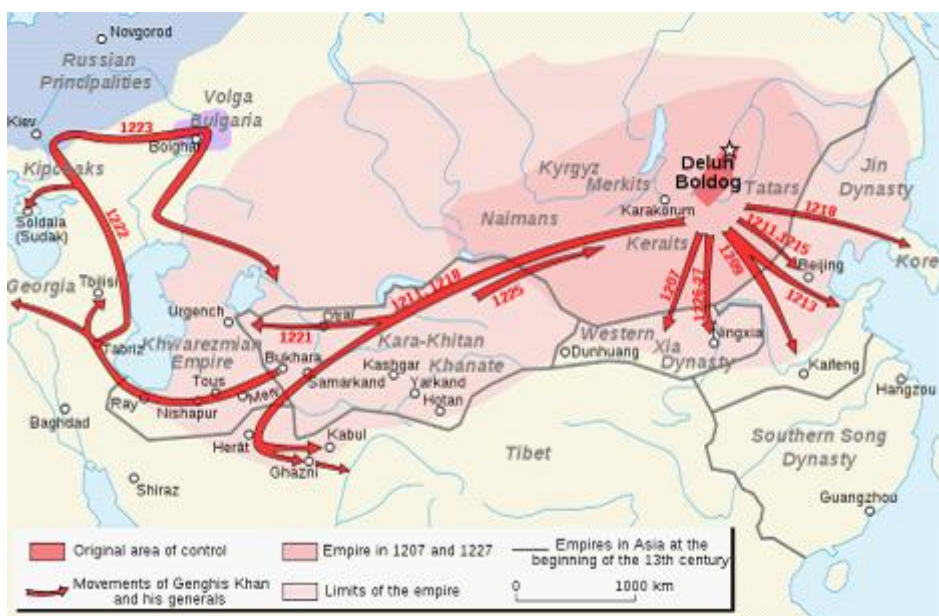 Novgorod
Russian
Principalities
Volga
Bulgaria
Kiev
1223
Bolghar
Kipchaks
Soldaia
(Sudak)
1222
Georgia
Tbilisi
Tabriz
Urgench
Khwarezmian
Empire
Otrar
1221
Bukhara
Samarkand
Ray
Nishapur
Tous
Merv
Baghdad
Shiraz
Herāt
Kabul
Ghazni
Kara-Khitan
Khanate
Kashgar
Yarkand
Hotan
1225
Kyrgyz
Merkits
Naimans
Karakorum
Keraits
Deluh
Boldog
Tatars
Jin
Dynasty
1218
1211,1215
1209
1213
1207
1226-27
Beijing
Western
Xia
Dynasty
Dunhuang
Ningxia
Kaifeng
Hangzou
Tibet
Southern Song
Dynasty
Guangzhou
Original area of control
Movements of Genghis Khan
and his generals
Empire in 1207 and 1227
Limits of the empire
Empires in Asia at the
beginning of the 13th century
0
1000 km